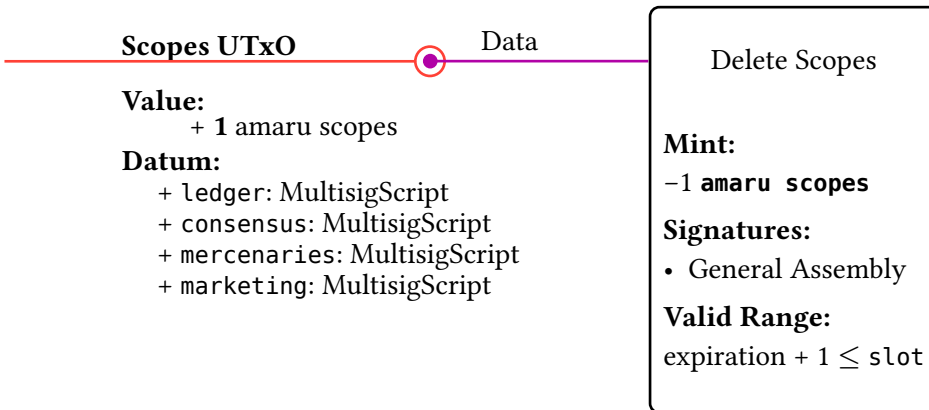 Scopes UTxO
Data
Value:
+ 1 amaru scopes
Datum:
+ ledger: MultisigScript
+ consensus: MultisigScript
+ mercenaries: MultisigScript
+ marketing: MultisigScript
Delete Scopes
Mint:
−1 amaru scopes
Signatures:
• General Assembly
Valid Range:
expiration + 1 ≤ slot